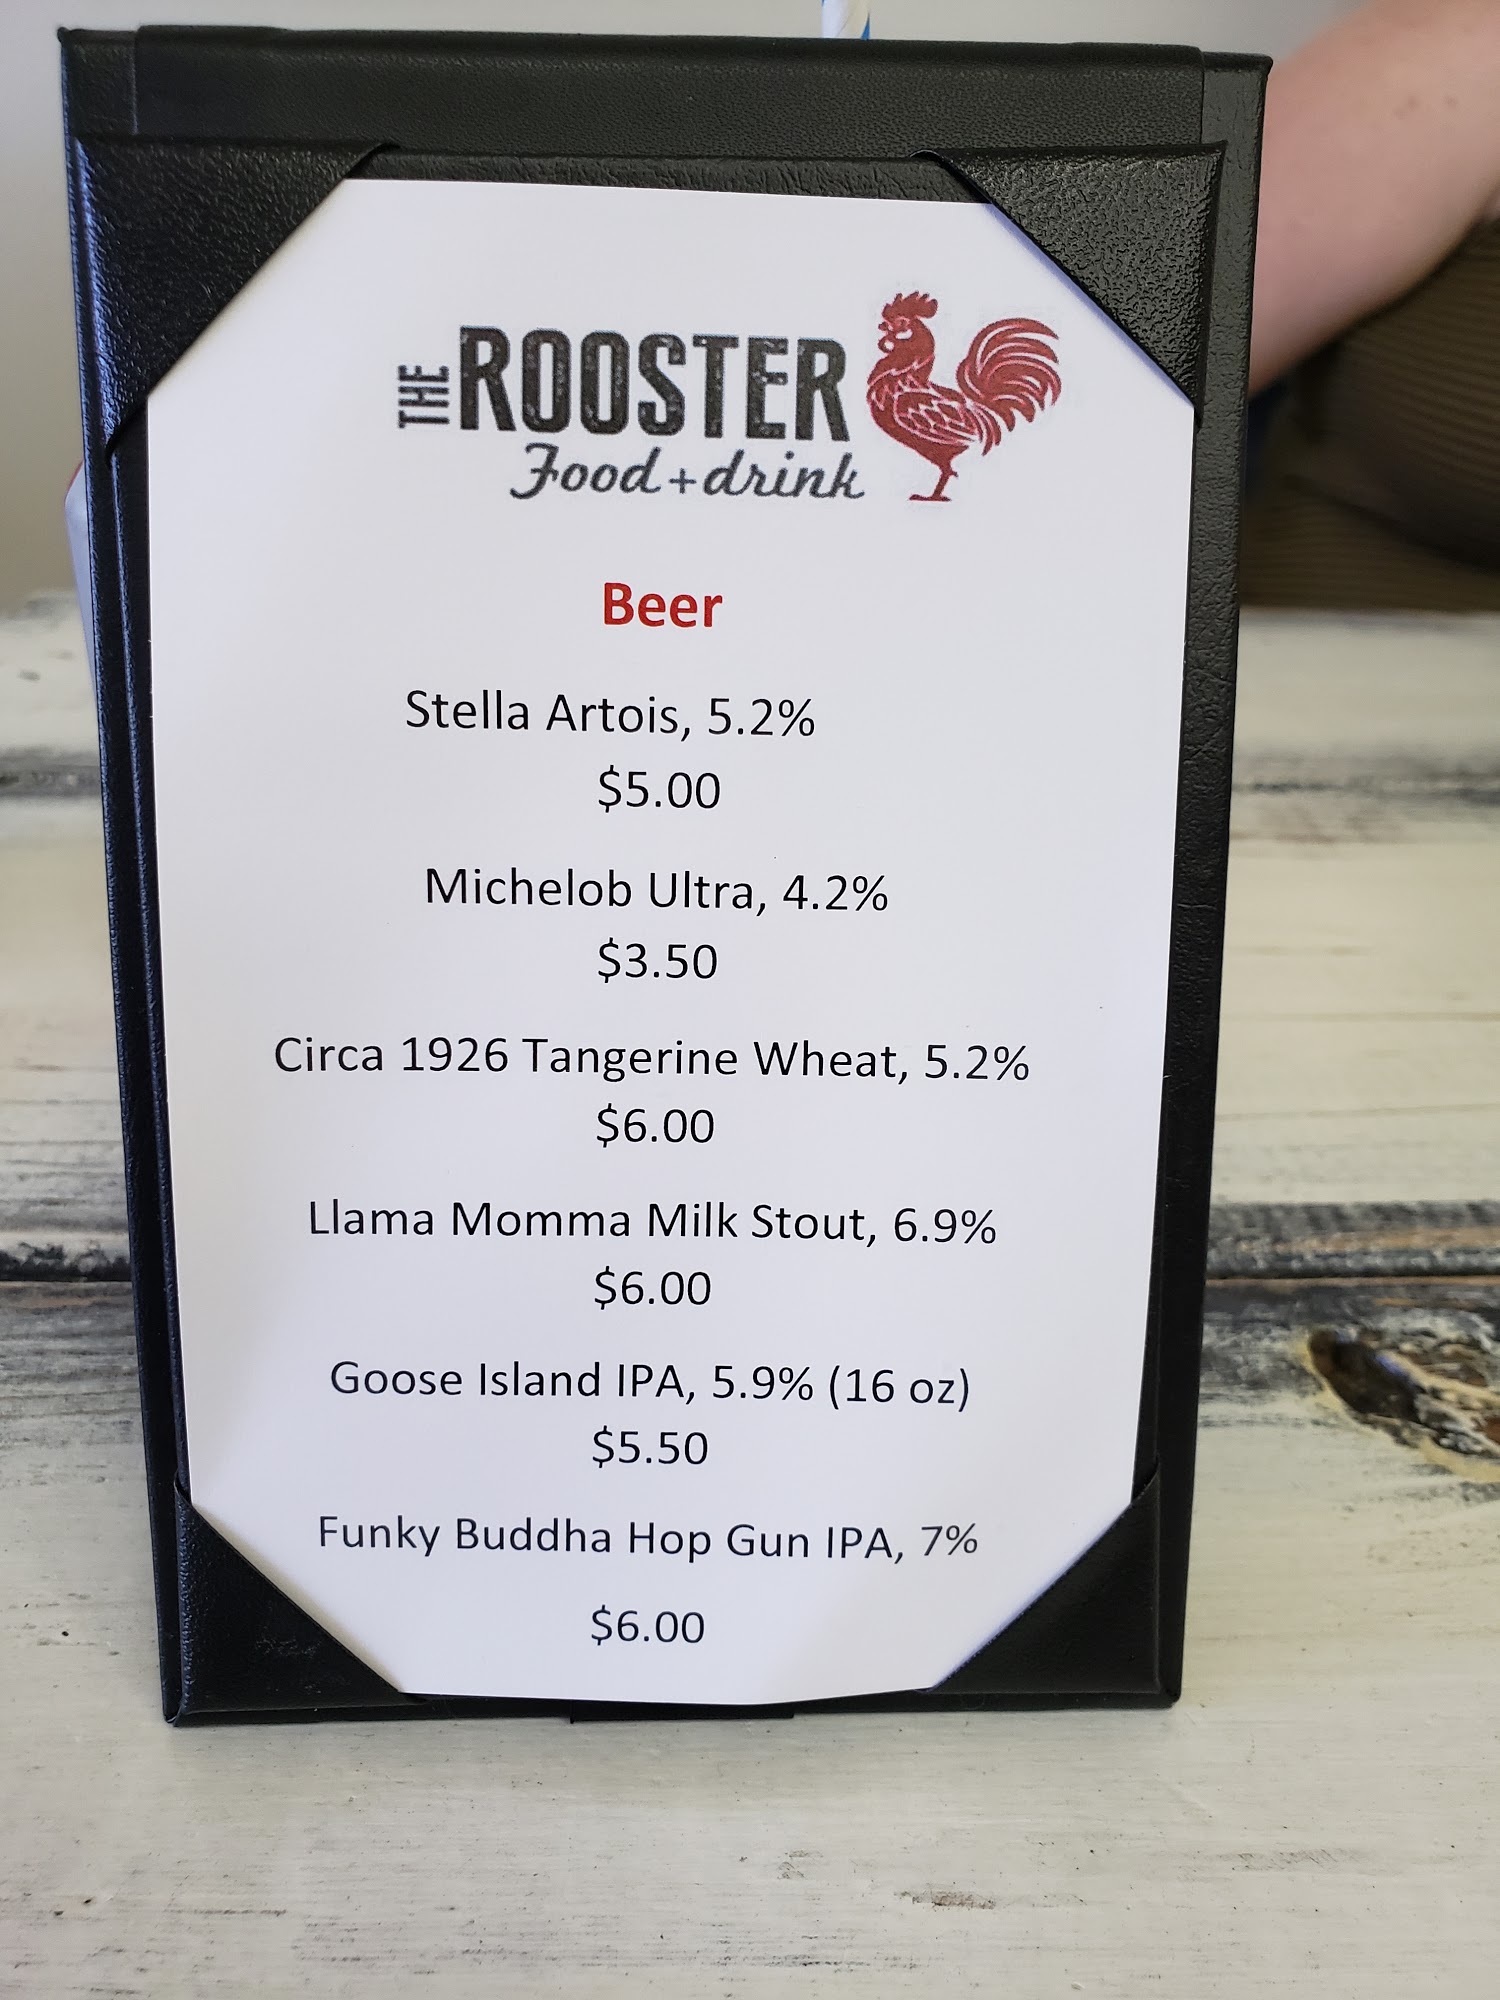 THE ROOSTER
Food + drink
Beer
Stella Artois, 5.2%
$5.00
Michelob Ultra, 4.2%
$3.50
Circa 1926 Tangerine Wheat, 5.2%
$6.00
Llama Momma Milk Stout, 6.9%
$6.00
Goose Island IPA, 5.9% (16 oz)
$5.50
Funky Buddha Hop Gun IPA, 7%
$6.00